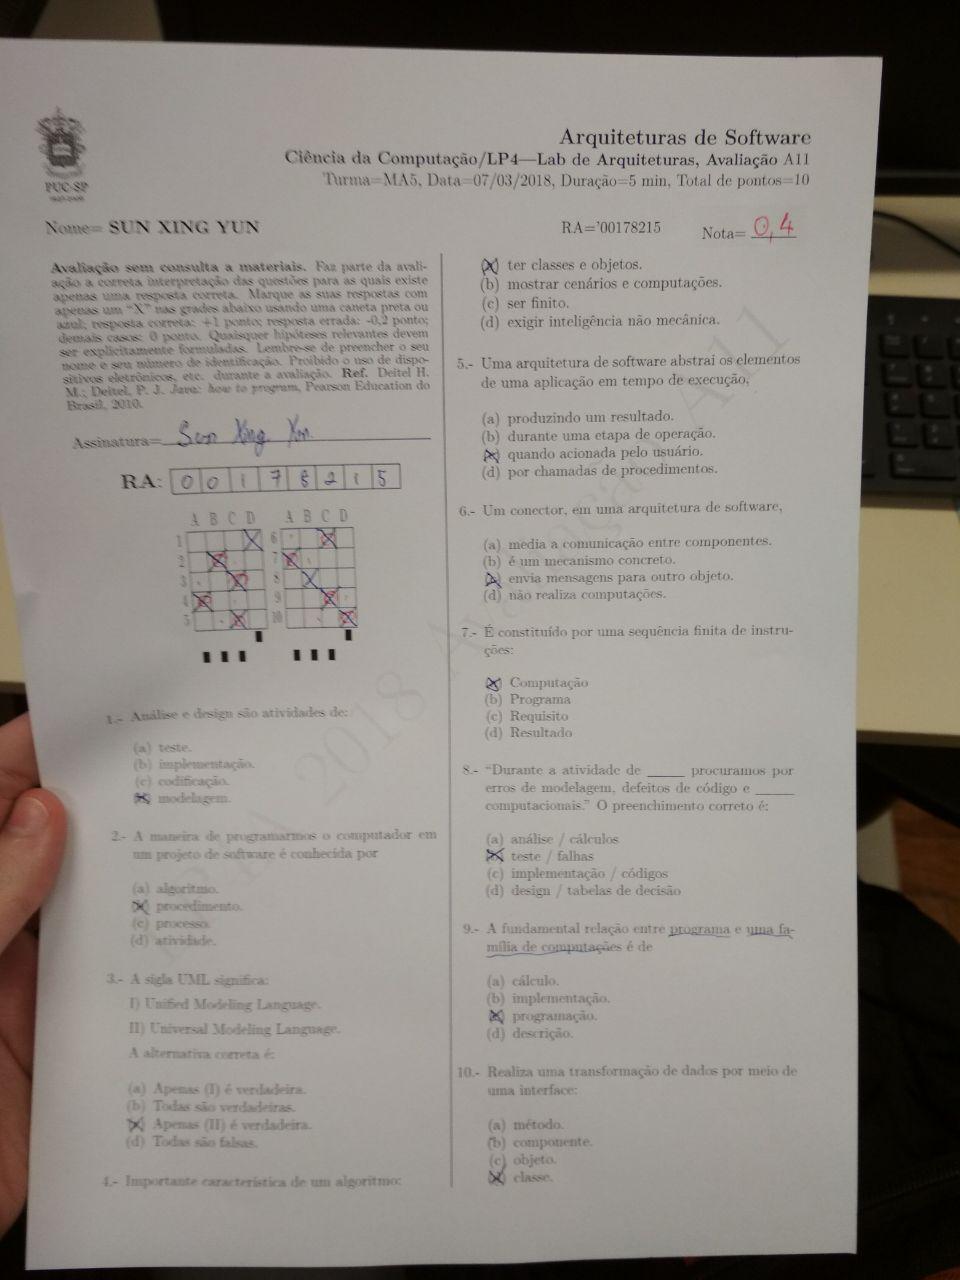 Arquiteturas de Software
Ciência da Computação/LP4—Lab de Arquiteturas, Avaliação A11
Turma=MA5, Data=07/03/2018, Duração=5 min, Total de pontos=10
PUC-SP
Nome= SUN XING YUN
RA='00178215
Nota= 0,4
Avaliação sem consulta a materiais. Faz parte da avali-
ação a correta interpretação das questões para as quais existe
apenas uma resposta correta. Marque as suas respostas com
apenas um “X” nas grades abaixo usando uma caneta preta ou
azul; resposta correta: +1 ponto; resposta errada: -0,2 ponto;
demais casos: 0 ponto. Quaisquer hipóteses relevantes devem
ser explicitamente formuladas. Lembre-se de preencher o seu
nome e seu número de identificação. Proibido o uso de dispo-
sitivos eletrônicos, etc. durante a avaliação. Ref. Deitel H.
M.; Deitel, P. J. Java: how to program, Pearson Education do
Brasil, 2010.
Assinatura= Sun Xing Yun
RA: 0 0 1 7 8 2 1 5
A B C D A B C D
1 6
2 7
3 8
4 9
5 10
1.- Análise e design são atividades de:
(a) teste.
(b) implementação.
(c) codificação.
(d) modelagem.
2.- A maneira de programarmos o computador em
um projeto de software é conhecida por
(a) algoritmo.
(b) procedimento.
(c) processo.
(d) atividade.
3.- A sigla UML significa:
I) Unified Modeling Language.
II) Universal Modeling Language.
A alternativa correta é:
(a) Apenas (I) é verdadeira.
(b) Todas são verdadeiras.
(c) Apenas (II) é verdadeira.
(d) Todas são falsas.
4.- Importante característica de um algoritmo:
(a) ter classes e objetos.
(b) mostrar cenários e computações.
(c) ser finito.
(d) exigir inteligência não mecânica.
5.- Uma arquitetura de software abstrai os elementos
de uma aplicação em tempo de execução,
(a) produzindo um resultado.
(b) durante uma etapa de operação.
(c) quando acionada pelo usuário.
(d) por chamadas de procedimentos.
6.- Um conector, em uma arquitetura de software,
(a) media a comunicação entre componentes.
(b) é um mecanismo concreto.
(c) envia mensagens para outro objeto.
(d) não realiza computações.
7.- É constituído por uma sequência finita de instru-
ções:
(a) Computação
(b) Programa
(c) Requisito
(d) Resultado
8.- “Durante a atividade de _____ procuramos por
erros de modelagem, defeitos de código e _____
computacionais.” O preenchimento correto é:
(a) análise / cálculos
(b) teste / falhas
(c) implementação / códigos
(d) design / tabelas de decisão
9.- A fundamental relação entre programa e uma fa-
mília de computações é de
(a) cálculo.
(b) implementação.
(c) programação.
(d) descrição.
10.- Realiza uma transformação de dados por meio de
uma interface:
(a) método.
(b) componente.
(c) objeto.
(d) classe.